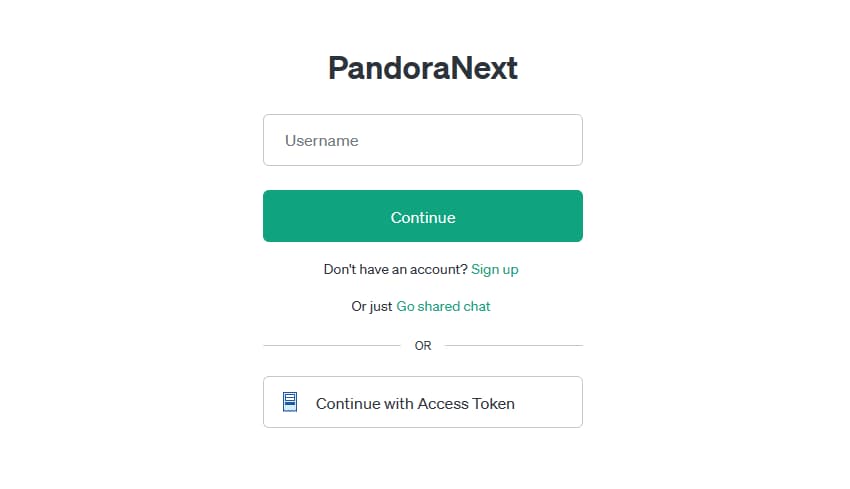 PandoraNext
Username
Continue
Don't have an account? Sign up
Or just Go shared chat
OR
Continue with Access Token